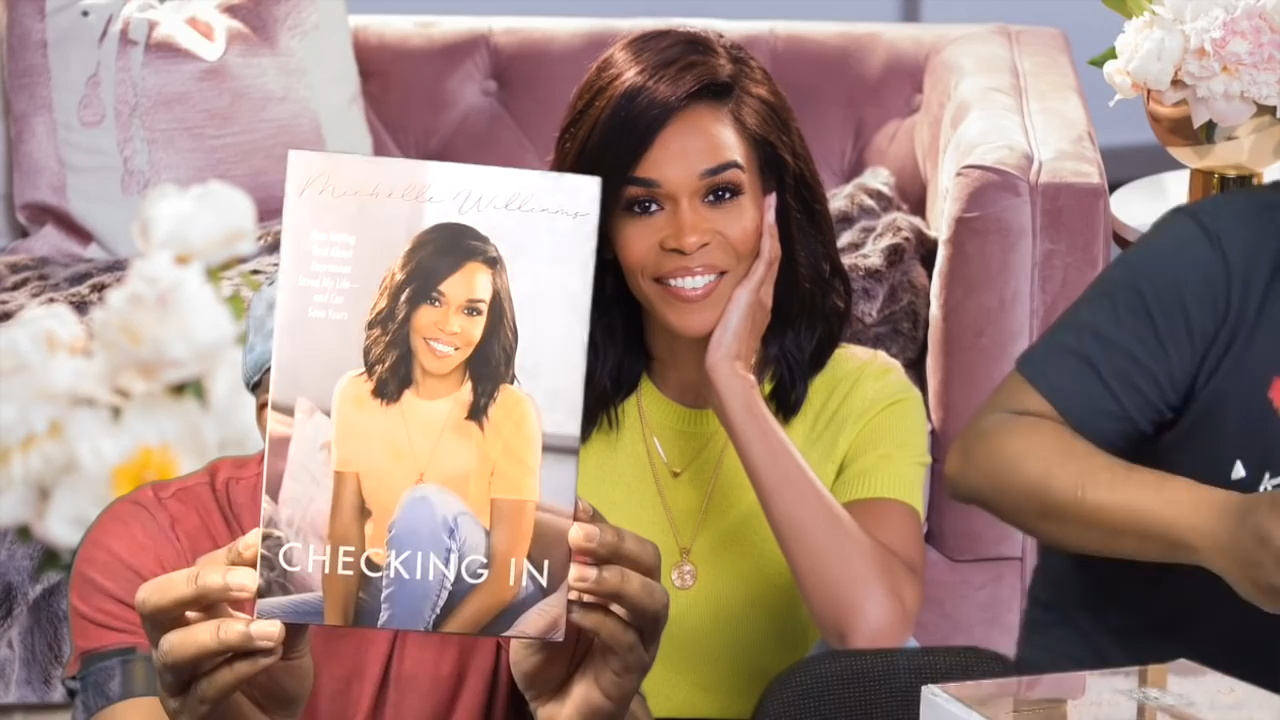 Michelle Williams
How Getting
Real About
Depression
Saved My Life—
and Can
Save Yours
CHECKING IN